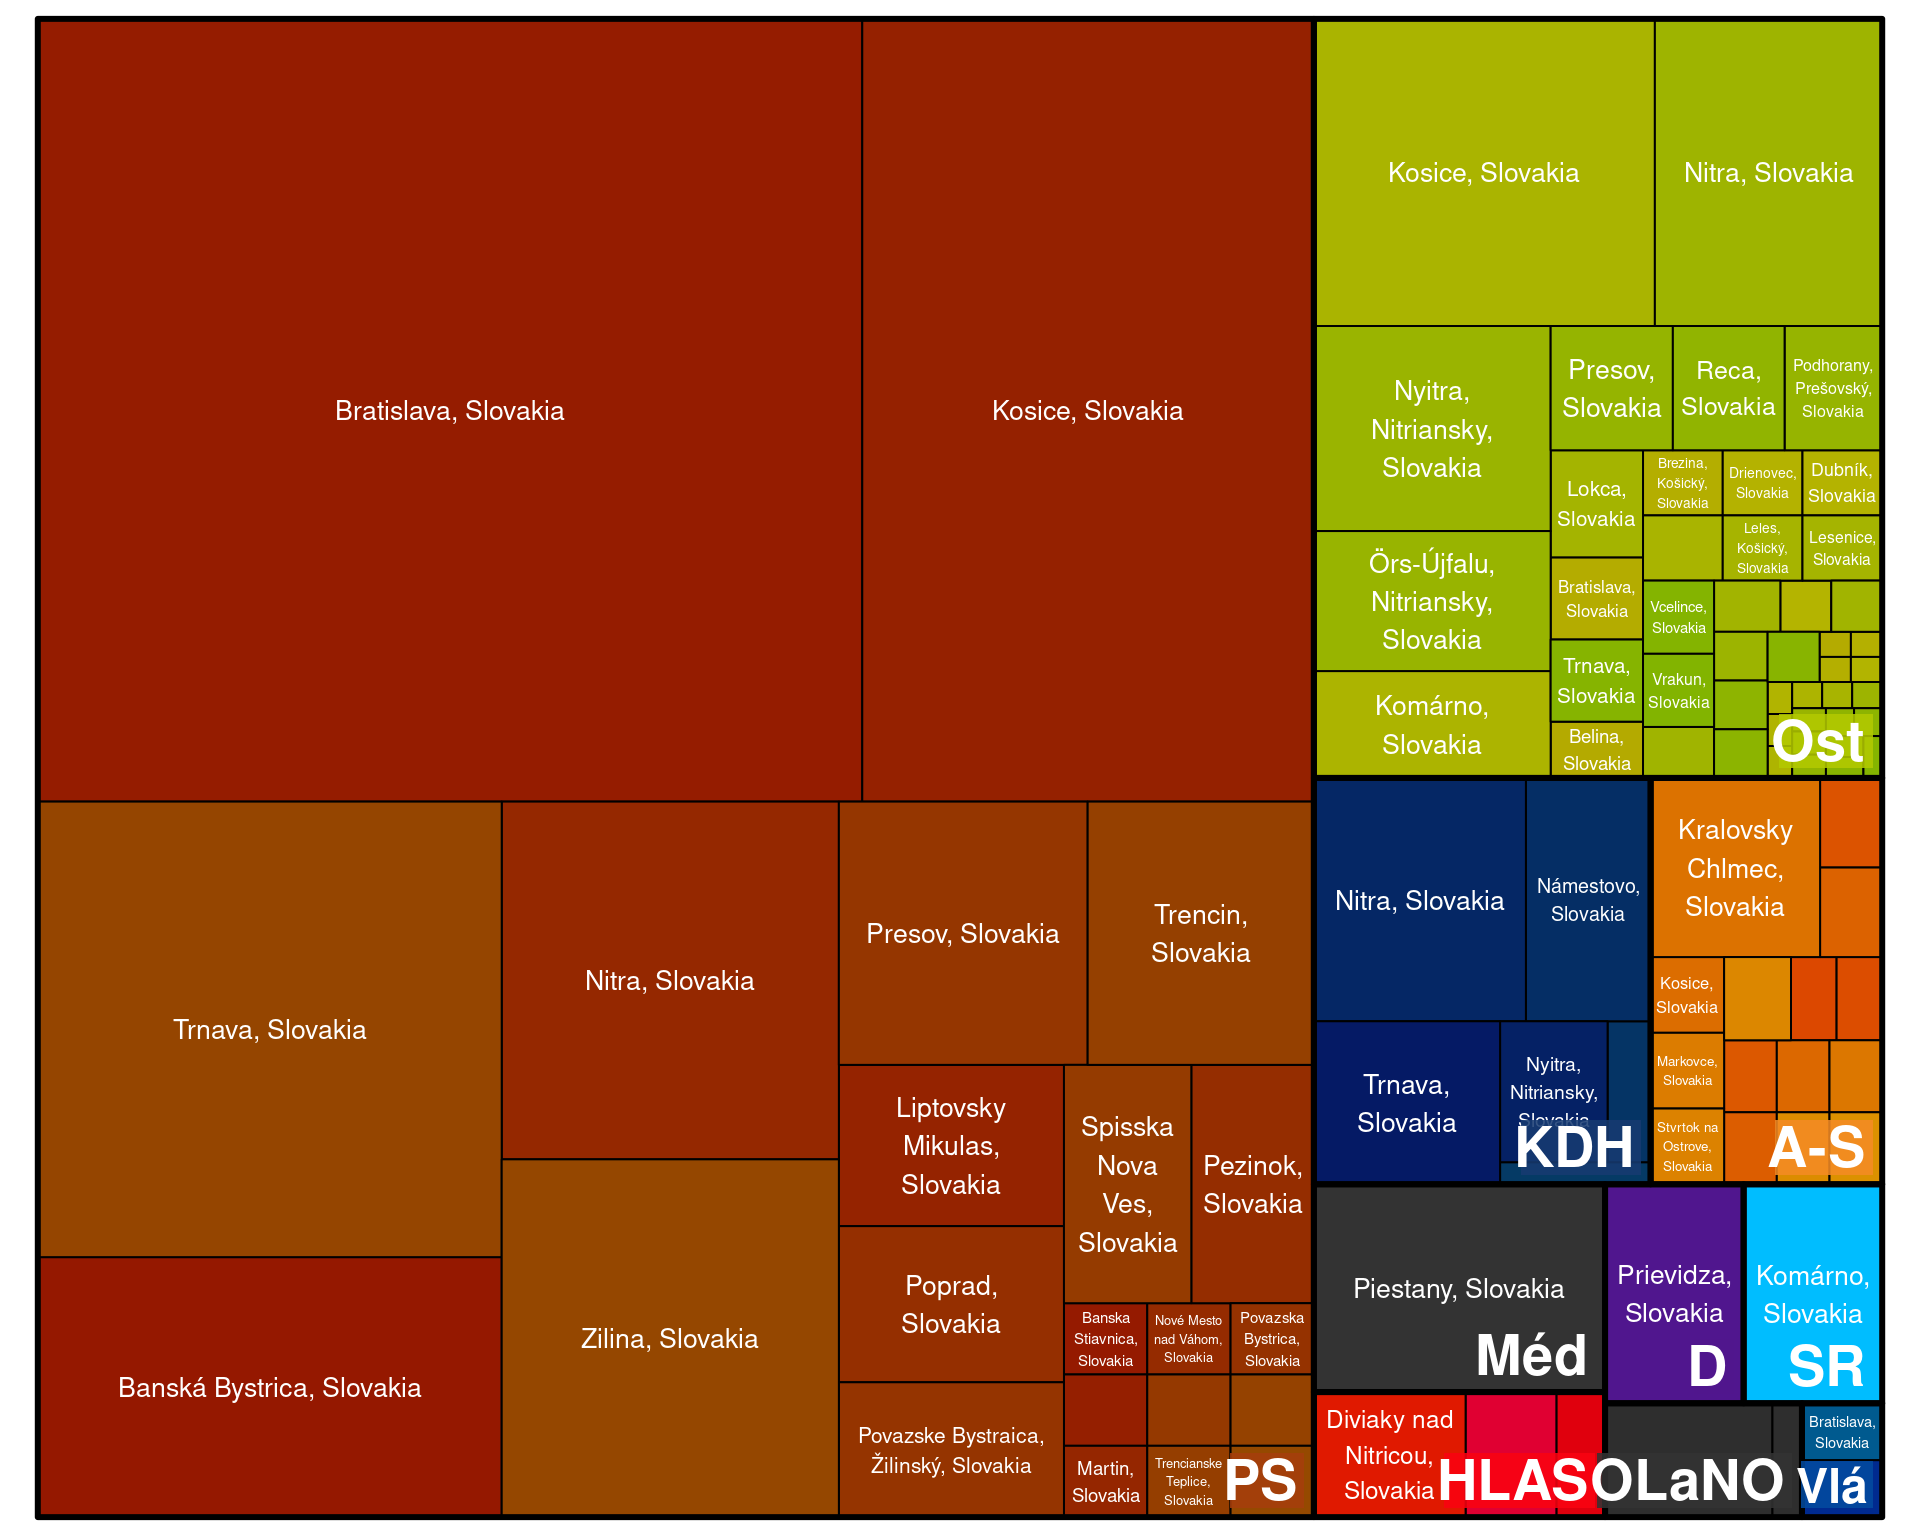 Bratislava, Slovakia
Kosice, Slovakia
Trnava, Slovakia
Banská Bystrica, Slovakia
Nitra, Slovakia
Zilina, Slovakia
Presov, Slovakia
Trencin,
Slovakia
Liptovsky
Mikulas,
Slovakia
Poprad,
Slovakia
Povazske Bystraica,
Žilinský, Slovakia
Spisska
Nova
Ves,
Slovakia
Pezinok,
Slovakia
Banska
Stiavnica,
Slovakia
Nové Mesto
nad Váhom,
Slovakia
Povazska
Bystrica,
Slovakia
Martin,
Slovakia
Trencianske
Teplice,
Slovakia
PS
Kosice, Slovakia
Nitra, Slovakia
Nyitra,
Nitriansky,
Slovakia
Örs-Újfalu,
Nitriansky,
Slovakia
Komárno,
Slovakia
Presov,
Slovakia
Reca,
Slovakia
Podhorany,
Prešovský,
Slovakia
Lokca,
Slovakia
Bratislava,
Slovakia
Trnava,
Slovakia
Belina,
Slovakia
Brezina,
Košický,
Slovakia
Drienovec,
Slovakia
Dubník,
Slovakia
Leles,
Košický,
Slovakia
Lesenice,
Slovakia
Vcelince,
Slovakia
Vrakun,
Slovakia
Ost
Nitra, Slovakia
Námestovo,
Slovakia
Trnava,
Slovakia
Nyitra,
Nitriansky,
Slovakia
KDH
Kralovsky
Chlmec,
Slovakia
Kosice,
Slovakia
Markovce,
Slovakia
Stvrtok na
Ostrove,
Slovakia
A-S
Piestany, Slovakia
Méd
Prievidza,
Slovakia
D
Komárno,
Slovakia
SR
Diviaky nad
Nitricou,
Slovakia
HLAS
OLaNO
Bratislava,
Slovakia
Vlá